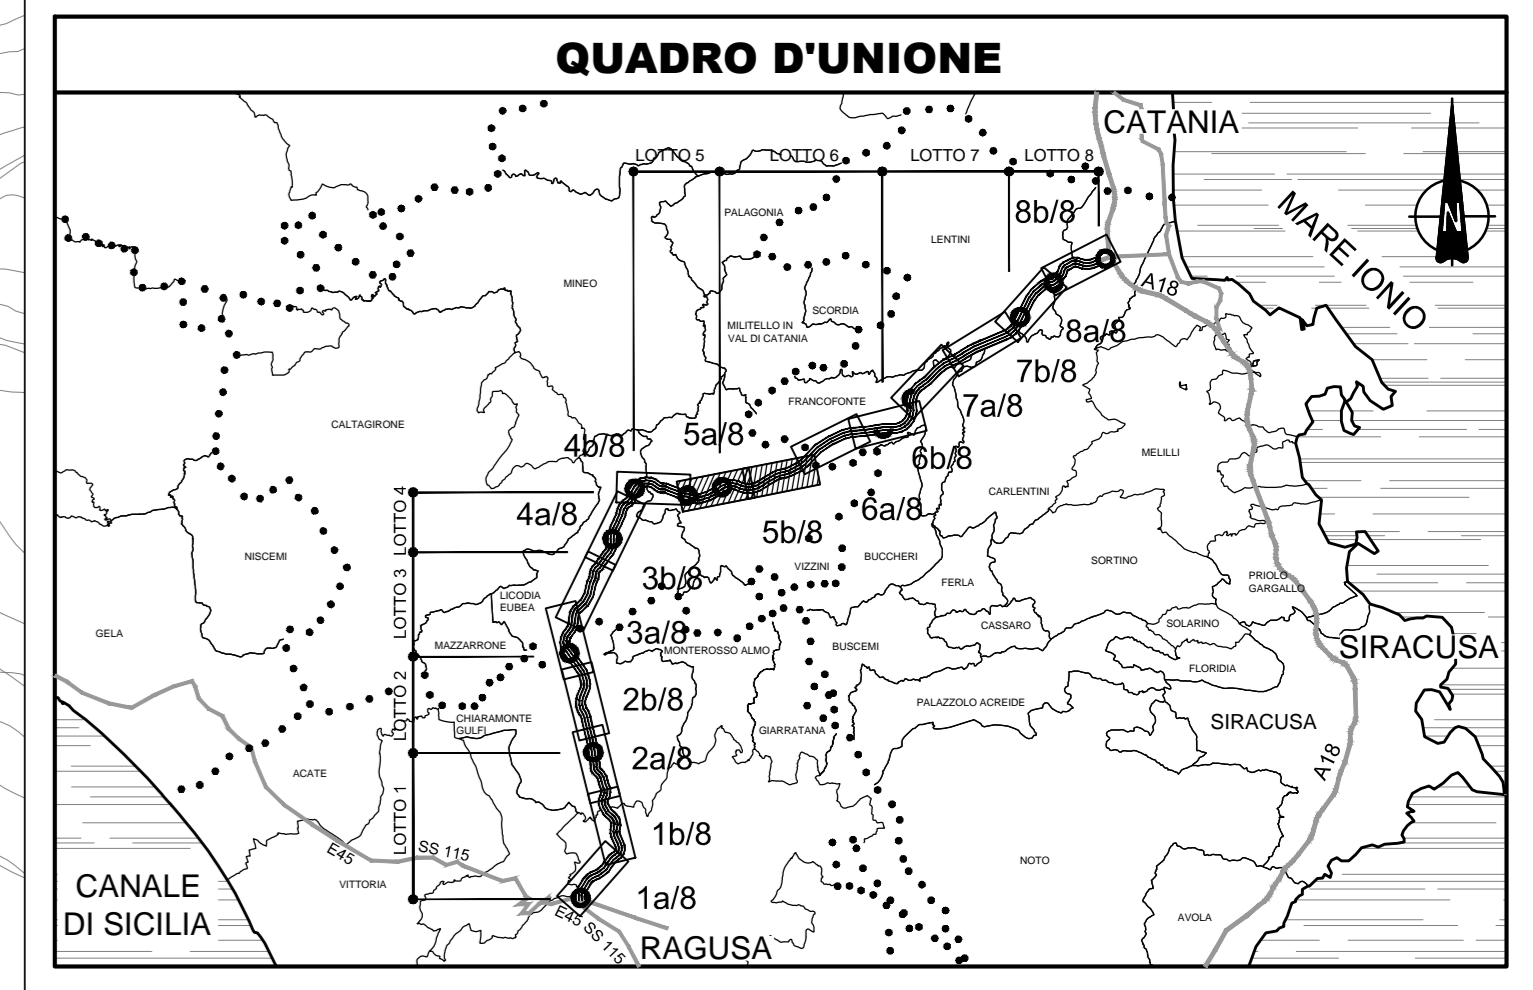 QUADRO D'UNIONE
CATANIA
LOTTO 5
LOTTO 6
LOTTO 7
LOTTO 8
N
MARE IONIO
PALAGONIA
8b/8
LENTINI
MINEO
A18
SCORDIA
MILITELLO IN
VAL DI CATANIA
8a/8
7b/8
FRANCOFONTE
7a/8
CALTAGIRONE
4b/8
5a/8
6b/8
MELILLI
CARLENTINI
LOTTO 4
4a/8
6a/8
5b/8
NISCEMI
BUCCHERI
VIZZINI
SORTINO
FERLA
3b/8
PRIOLO
GARGALLO
LOTTO 3
LICODIA
EUBEA
GELA
CASSARO
SOLARINO
3a/8
MAZZARRONE
MONTEROSSO ALMO
BUSCEMI
SIRACUSA
FLORIDIA
LOTTO 2
2b/8
PALAZZOLO ACREIDE
CHIARAMONTE
GULFI
GIARRATANA
SIRACUSA
2a/8
ACATE
A18
LOTTO 1
1b/8
E45
SS 115
NOTO
VITTORIA
CANALE
DI SICILIA
1a/8
E45 SS 115
AVOLA
RAGUSA